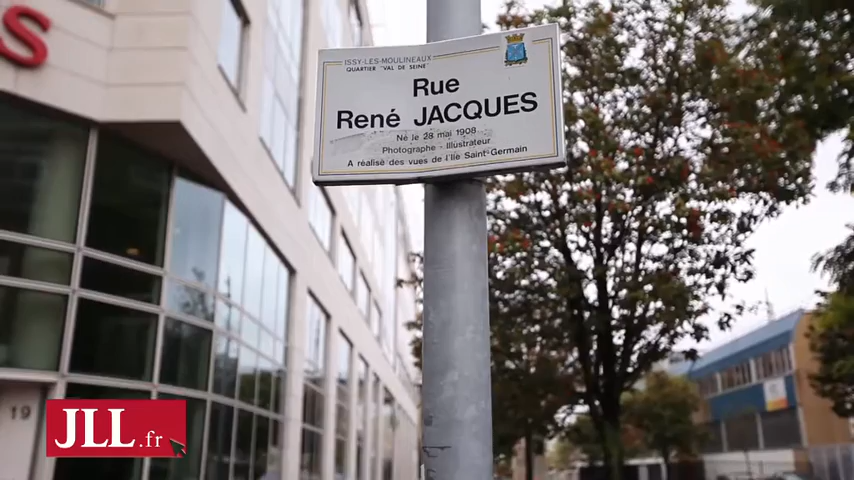 S
ISSY-LES-MOULINEAUX
QUARTIER "VAL DE SEINE"
Rue
René JACQUES
Né le 28 mai 1908
Photographe - Illustrateur
A réalisé des vues de l'Ile Saint-Germain
19
JLL.fr